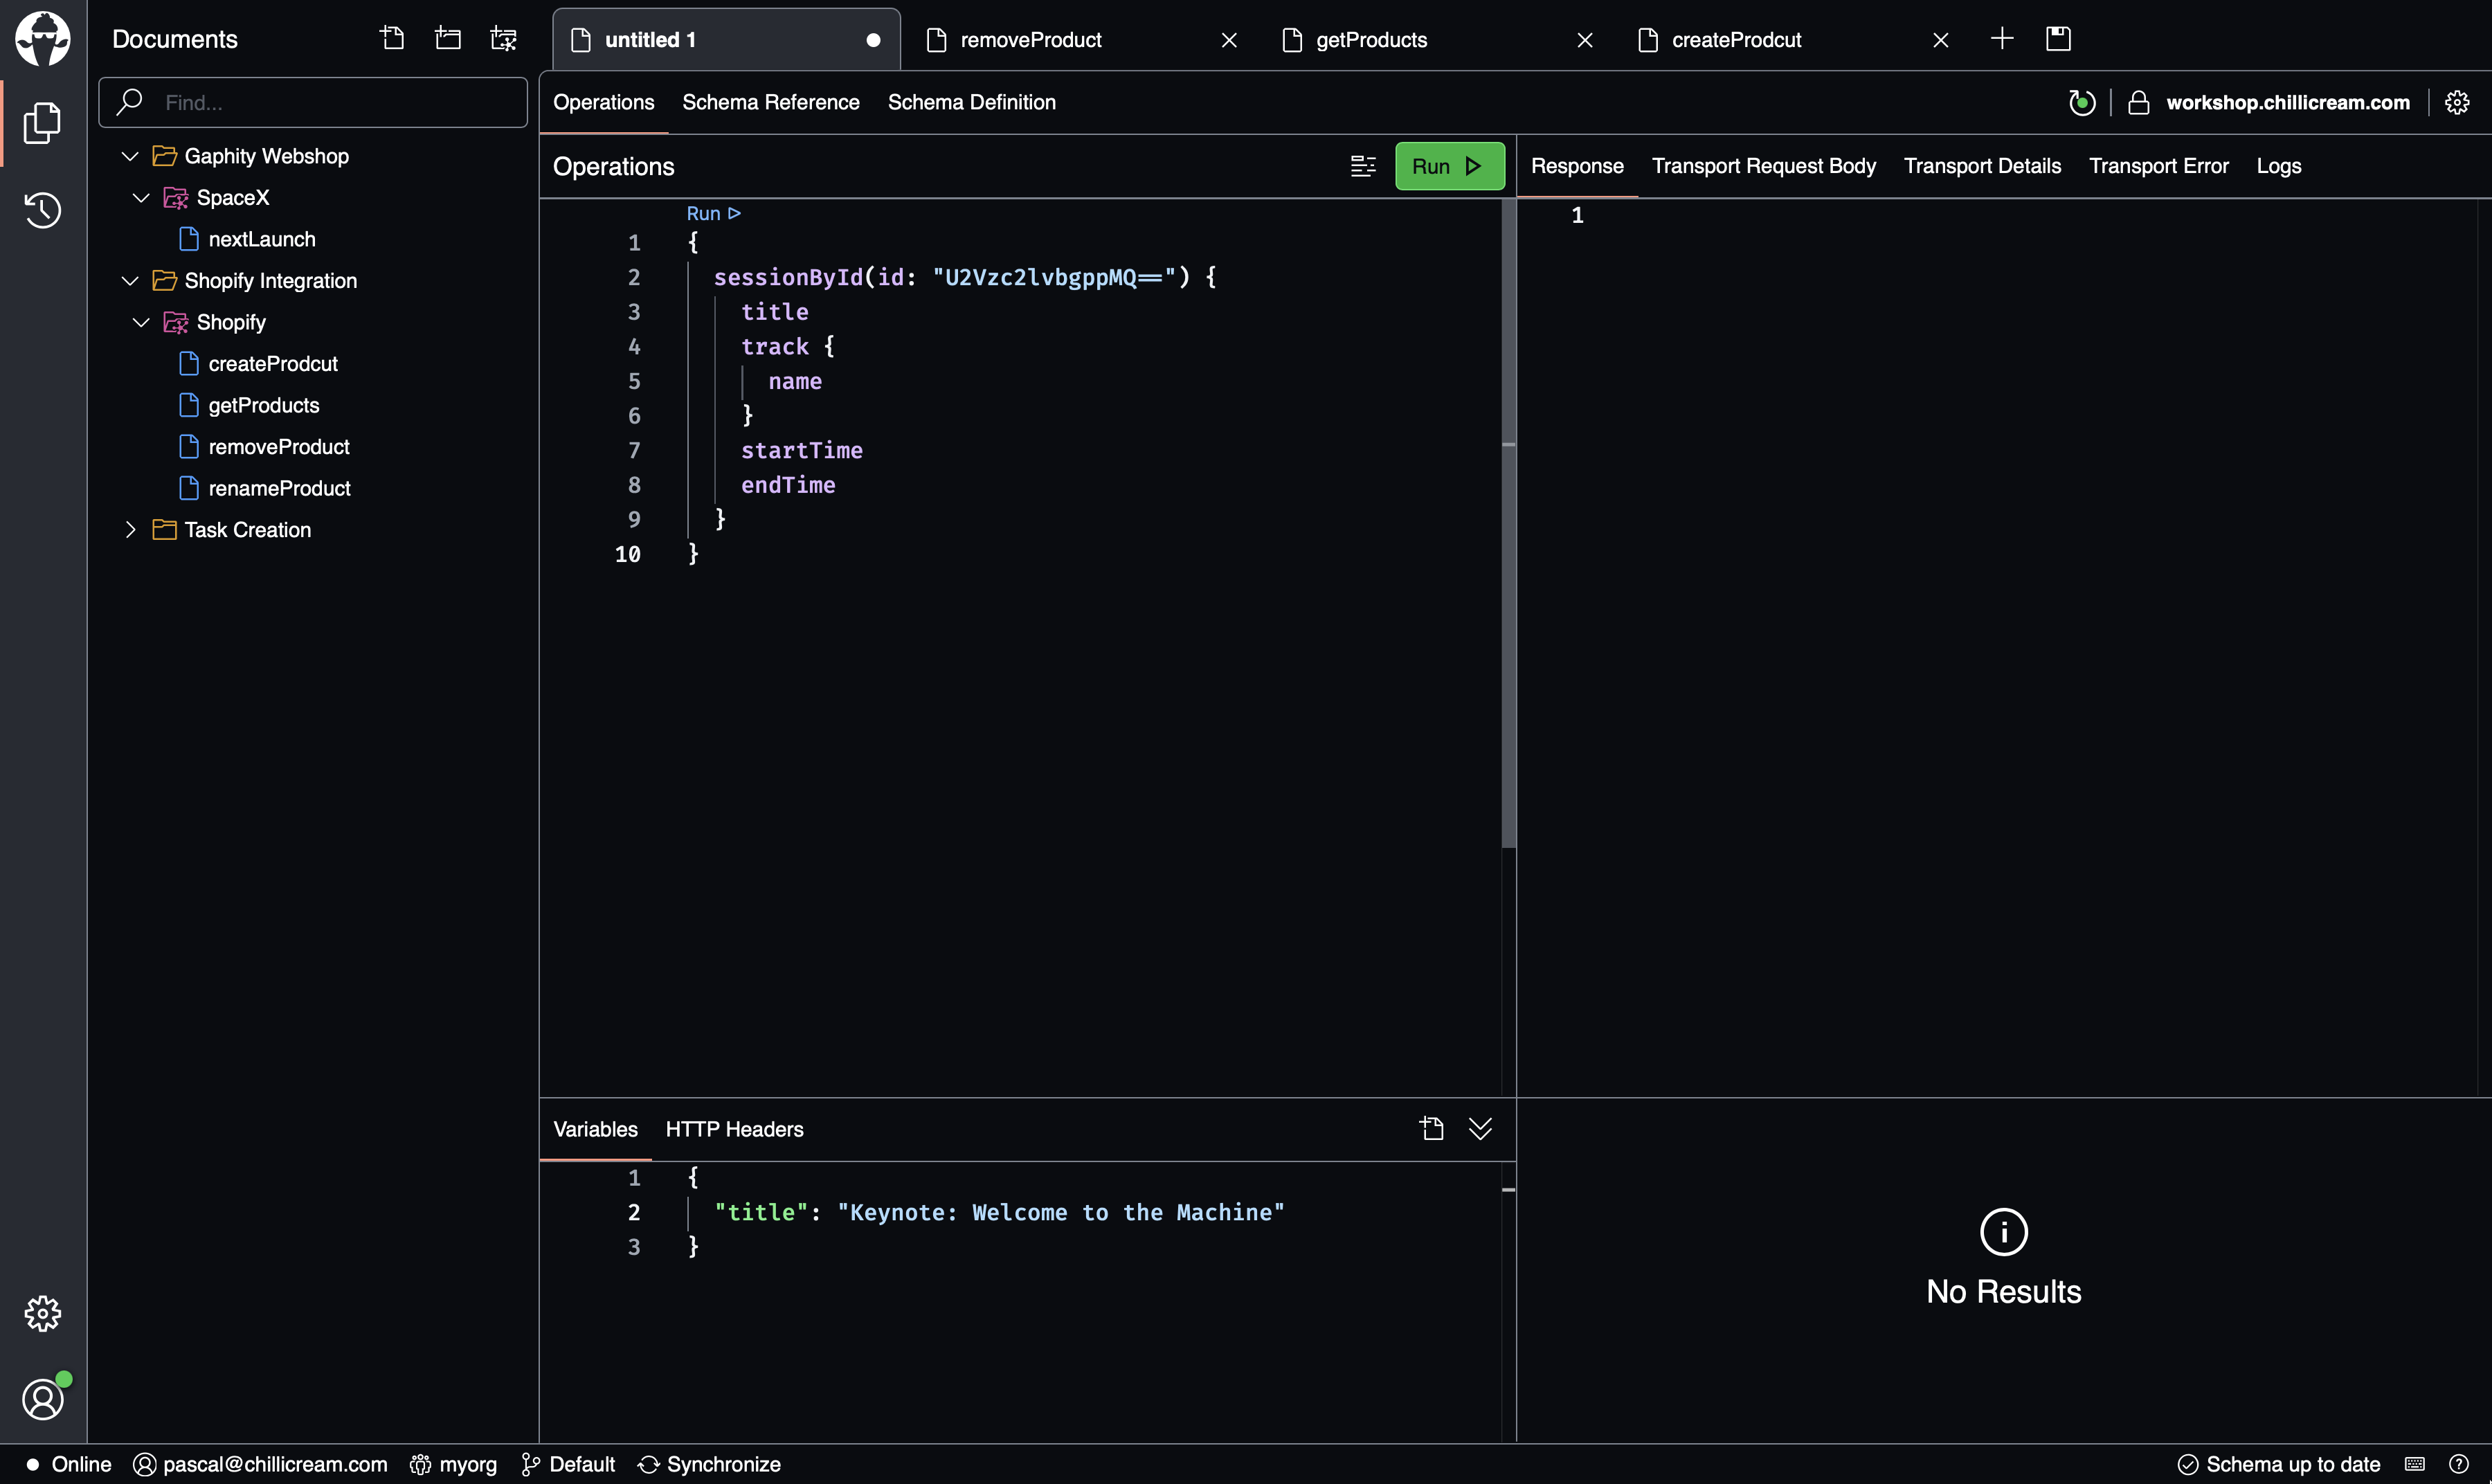 Documents
Find...
Gaphity Webshop
SpaceX
nextLaunch
Shopify Integration
Shopify
createProdcut
getProducts
removeProduct
renameProduct
Task Creation
untitled 1
removeProduct
getProducts
createProdcut
Operations Schema Reference Schema Definition
workshop.chillicream.com
Operations
Run
Run
1 {
2 sessionById(id: "U2Vzc2lvbgppMQ==") {
3 title
4 track {
5 name
6 }
7 startTime
8 endTime
9 }
10 }
Response Transport Request Body Transport Details Transport Error Logs
1
Variables HTTP Headers
1 {
2 "title": "Keynote: Welcome to the Machine"
3 }
No Results
Online pascal@chillicream.com myorg Default Synchronize
Schema up to date